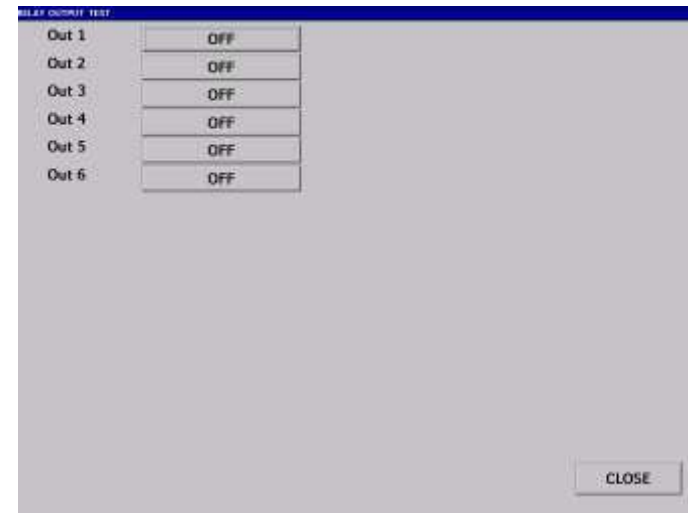 RELAY OUTPUT TEST
Out 1 OFF
Out 2 OFF
Out 3 OFF
Out 4 OFF
Out 5 OFF
Out 6 OFF
CLOSE